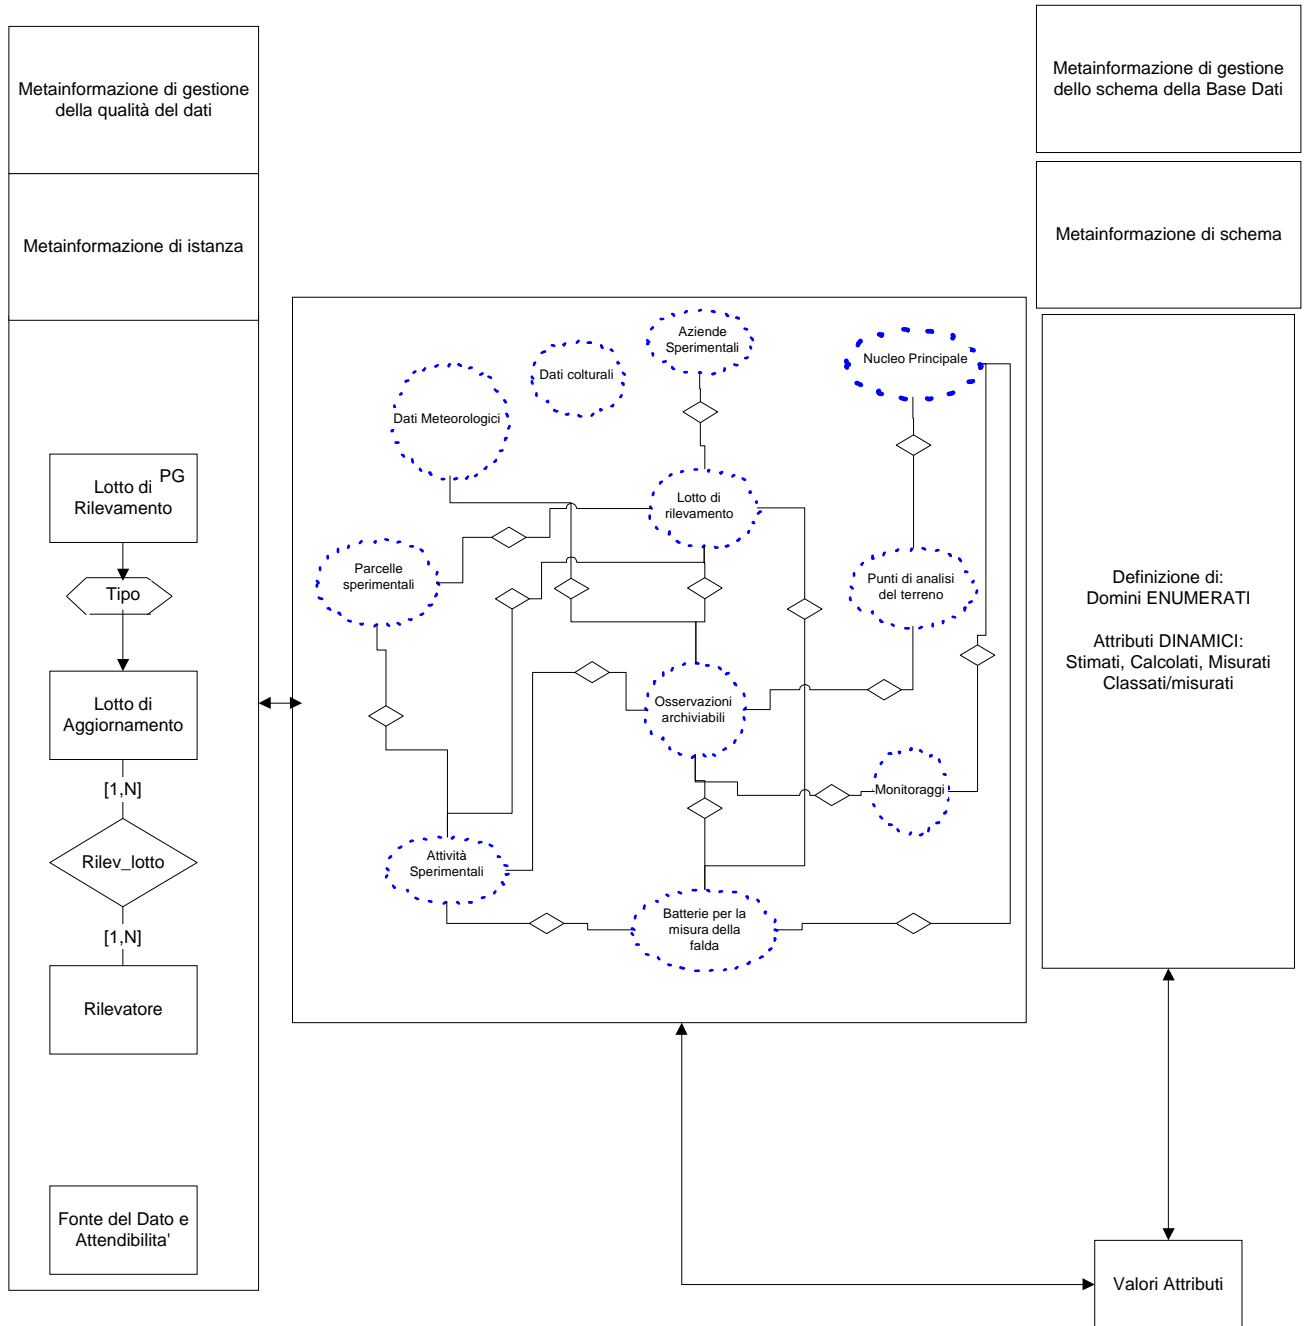 Metainformazione di gestione
della qualità del dati
Metainformazione di istanza
PG
Lotto di
Rilevamento
Tipo
Lotto di
Aggiornamento
[1,N]
Rilev_lotto
[1,N]
Rilevatore
Fonte del Dato e
Attendibilita'
Aziende
Sperimentali
Nucleo Principale
Dati colturali
Dati Meteorologici
Lotto di
rilevamento
Parcelle
sperimentali
Punti di analisi
del terreno
Osservazioni
archiviabili
Monitoraggi
Attività
Sperimentali
Batterie per la
misura della
falda
Metainformazione di gestione
dello schema della Base Dati
Metainformazione di schema
Definizione di:
Domini ENUMERATI
Attributi DINAMICI:
Stimati, Calcolati, Misurati
Classati/misurati
Valori Attributi